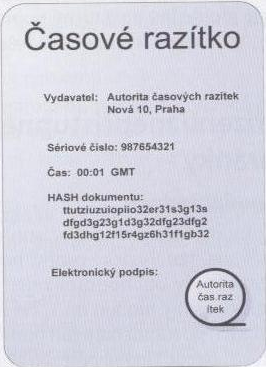 Časové razítko
Vydavatel: Autorita časových razítek
Nová 10, Praha
Sériové číslo: 987654321
Čas: 00:01 GMT
HASH dokumentu:
ttutziuzuiopiio32er31s3g13s
dfgd3g23g1d3g32dfg23dfg2
fd3dhg12f15r4gz6h31f1gb32
Elektronický podpis:
Autorita
čas.raz
ítek